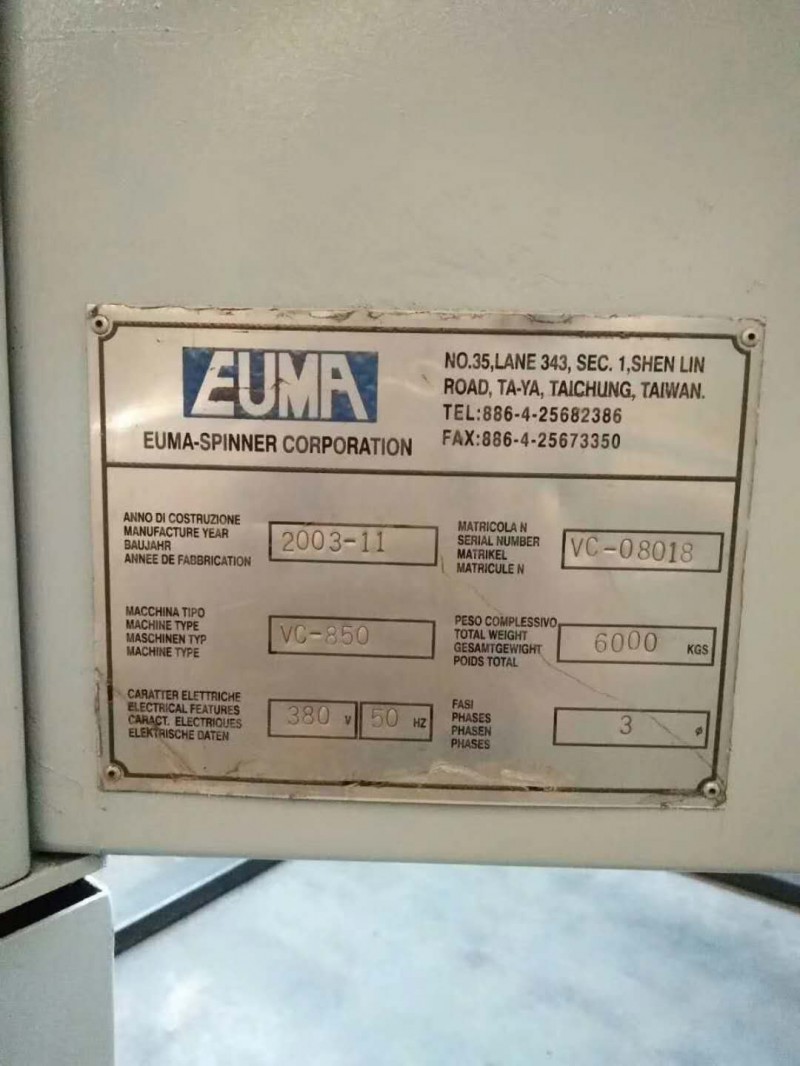 EUMA
EUMA-SPINNER CORPORATION
NO.35,LANE 343, SEC. 1,SHEN LIN
ROAD, TA-YA, TAICHUNG, TAIWAN.
TEL:886-4-25682386
FAX:886-4-25673350
ANNO DI COSTRUZIONE
MANUFACTURE YEAR
BAUJAHR
ANNEE DE FABBRICATION
2003-11
MATRICOLA N
SERIAL NUMBER
MATRIKEL
MATRICULE N
VC-08018
MACCHINA TIPO
MACHINE TYPE
MASCHINEN TYP
MACHINE TYPE
VC-850
PESO COMPLESSIVO
TOTAL WEIGHT
GESAMTGEWIGHT
POIDS TOTAL
6000 KGS
CARATTER ELETTRICHE
ELECTRICAL FEATURES
CARACT. ELECTRIQUES
ELEKTRISCHE DATEN
380 V 50 HZ
FASI
PHASES
PHASEN
PHASES
3 ø